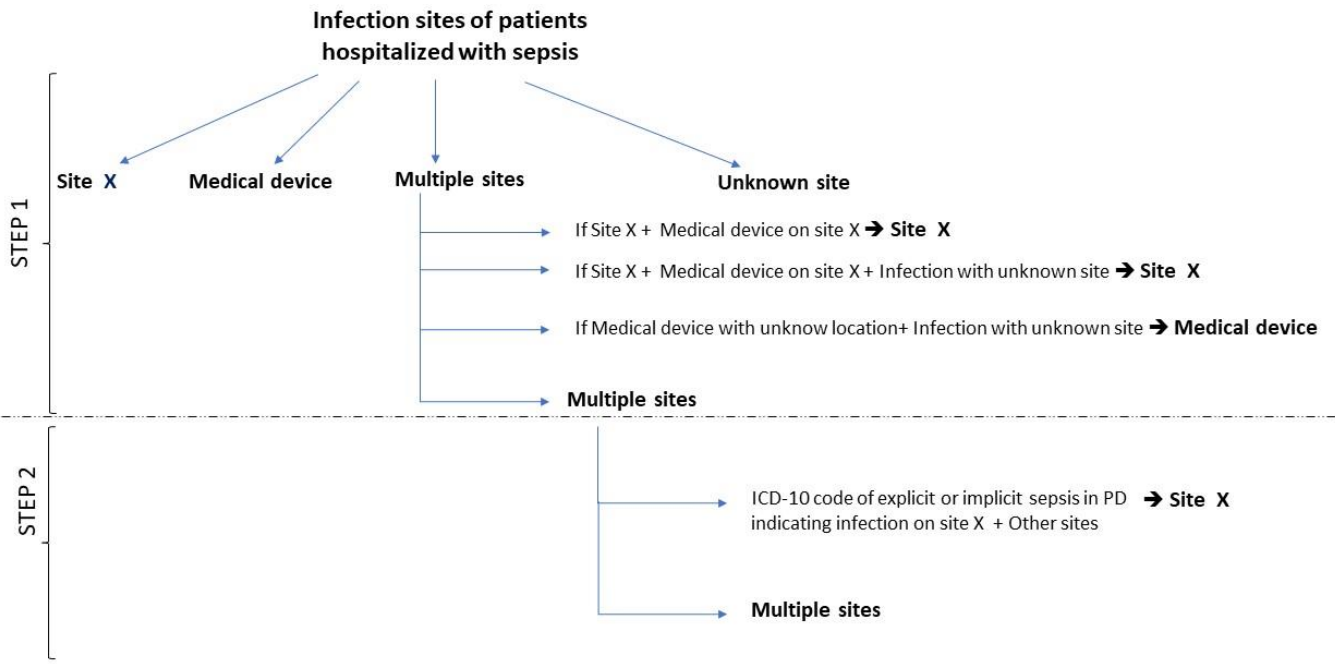 Infection sites of patients
hospitalized with sepsis
STEP 1
Site X
Medical device
Multiple sites
Unknown site
If Site X + Medical device on site X ➔ Site X
If Site X + Medical device on site X + Infection with unknown site ➔ Site X
If Medical device with unknow location+ Infection with unknown site ➔ Medical device
Multiple sites
STEP 2
ICD-10 code of explicit or implicit sepsis in PD ➔ Site X
indicating infection on site X + Other sites
Multiple sites